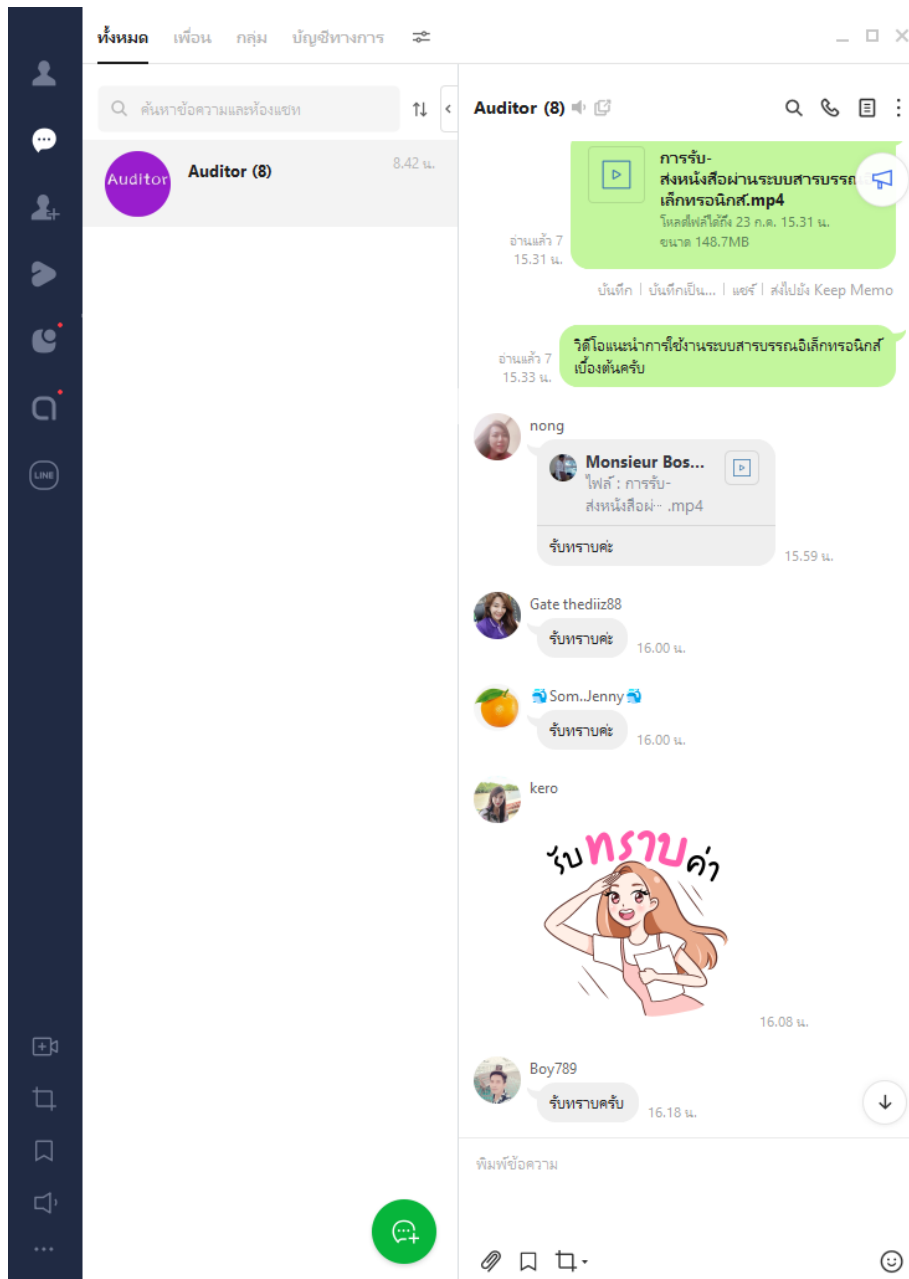 ทั้งหมด เพื่อน กลุ่ม บัญชีทางการ
ค้นหาข้อความและห้องแชท
Auditor
Auditor (8)
8.42 น.
LINE
Auditor (8)
การรับ-
ส่งหนังสือผ่านระบบสารบรรณ
เล็กทรอนิกส์.mp4
โหลดไฟล์ได้ถึง 23 ก.ค. 15.31 น.
ขนาด 148.7MB
อ่านแล้ว 7
15.31 น.
บันทึก | บันทึกเป็น... | แชร์ | ส่งไปยัง Keep Memo
วิดีโอแนะนำการใช้งานระบบสารบรรณอิเล็กทรอนิกส์
เบื้องต้นครับ
อ่านแล้ว 7
15.33 น.
nong
Monsieur Bos...
ไฟล์ : การรับ-
ส่งหนังสือผ่··· .mp4
รับทราบค่ะ
15.59 น.
Gate thediiz88
รับทราบค่ะ
16.00 น.
Som..Jenny
รับทราบค่ะ
16.00 น.
kero
รับทราบค่า
16.08 น.
Boy789
รับทราบครับ
16.18 น.
พิมพ์ข้อความ